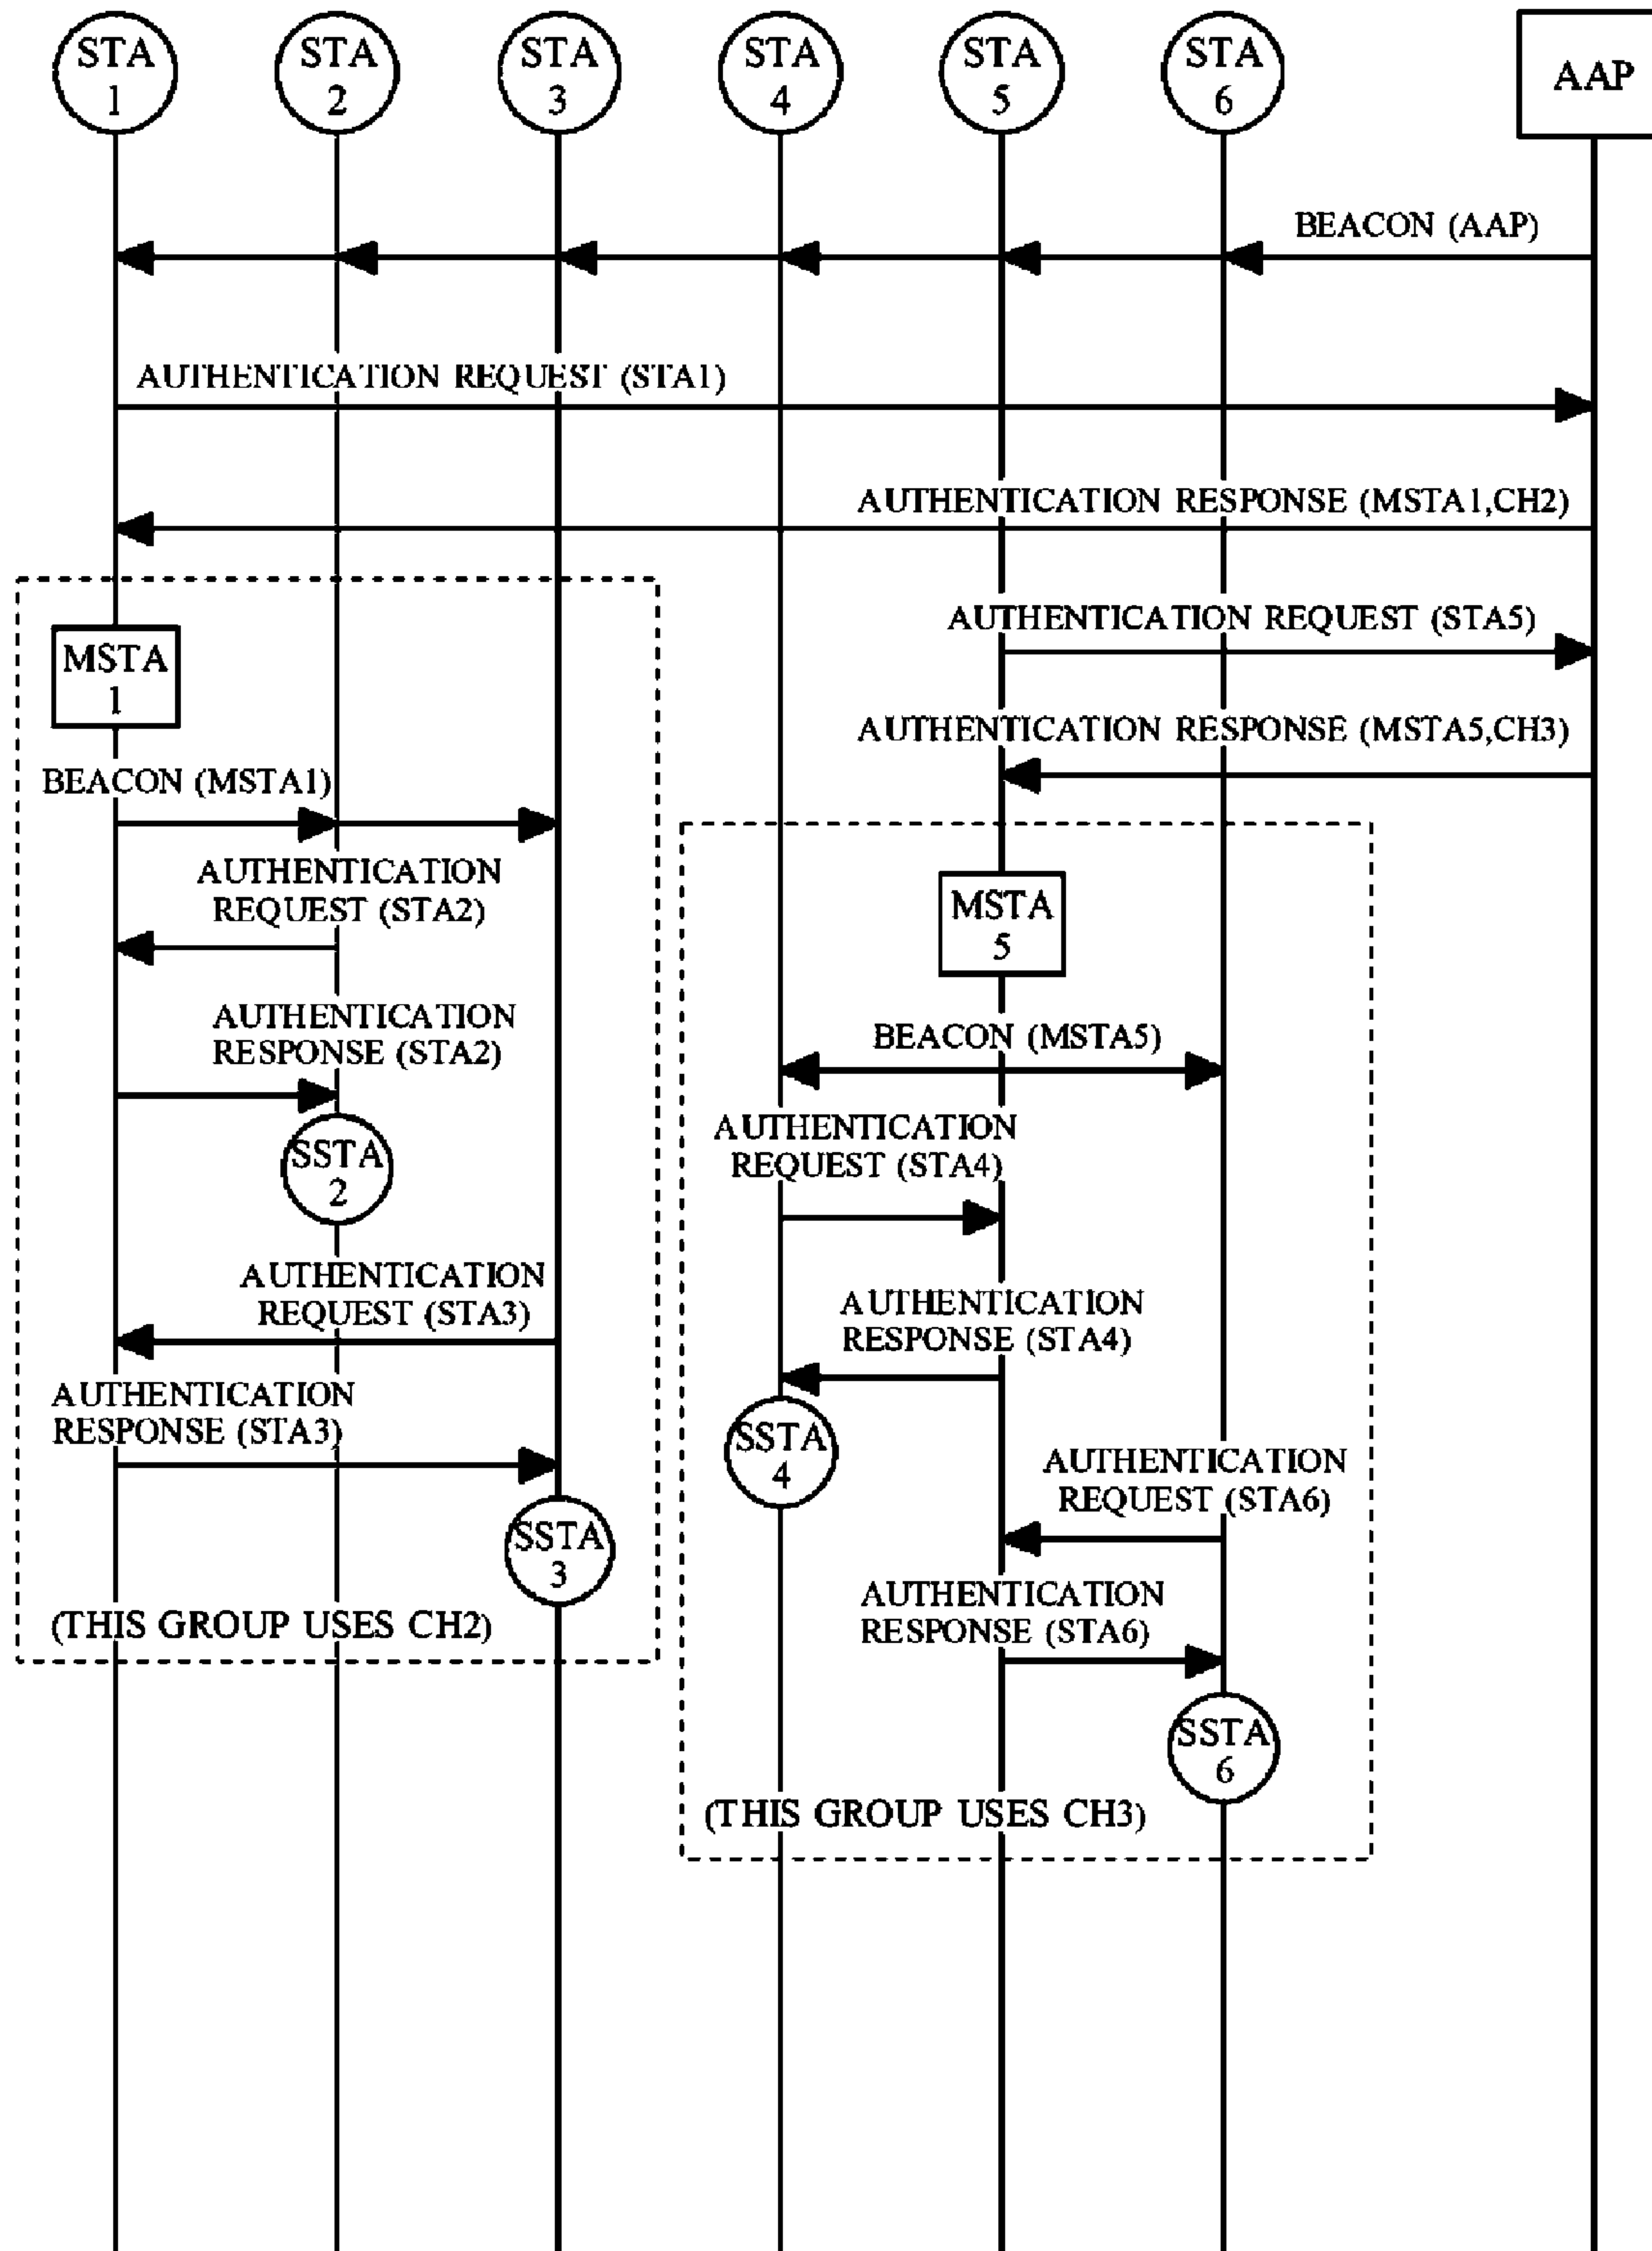 STA
1
STA
2
STA
3
STA
4
STA
5
STA
6
AAP
BEACON (AAP)
AUTHENTICATION REQUEST (STA1)
AUTHENTICATION RESPONSE (MSTA1,CH2)
AUTHENTICATION REQUEST (STA5)
MSTA
1
AUTHENTICATION RESPONSE (MSTA5,CH3)
BEACON (MSTA1)
AUTHENTICATION
REQUEST (STA2)
MSTA
5
AUTHENTICATION
RESPONSE (STA2)
BEACON (MSTA5)
SSTA
2
AUTHENTICATION
REQUEST (STA4)
AUTHENTICATION
REQUEST (STA3)
AUTHENTICATION
RESPONSE (STA4)
AUTHENTICATION
RESPONSE (STA3)
SSTA
4
AUTHENTICATION
REQUEST (STA6)
SSTA
3
AUTHENTICATION
RESPONSE (STA6)
(THIS GROUP USES CH2)
SSTA
6
(THIS GROUP USES CH3)